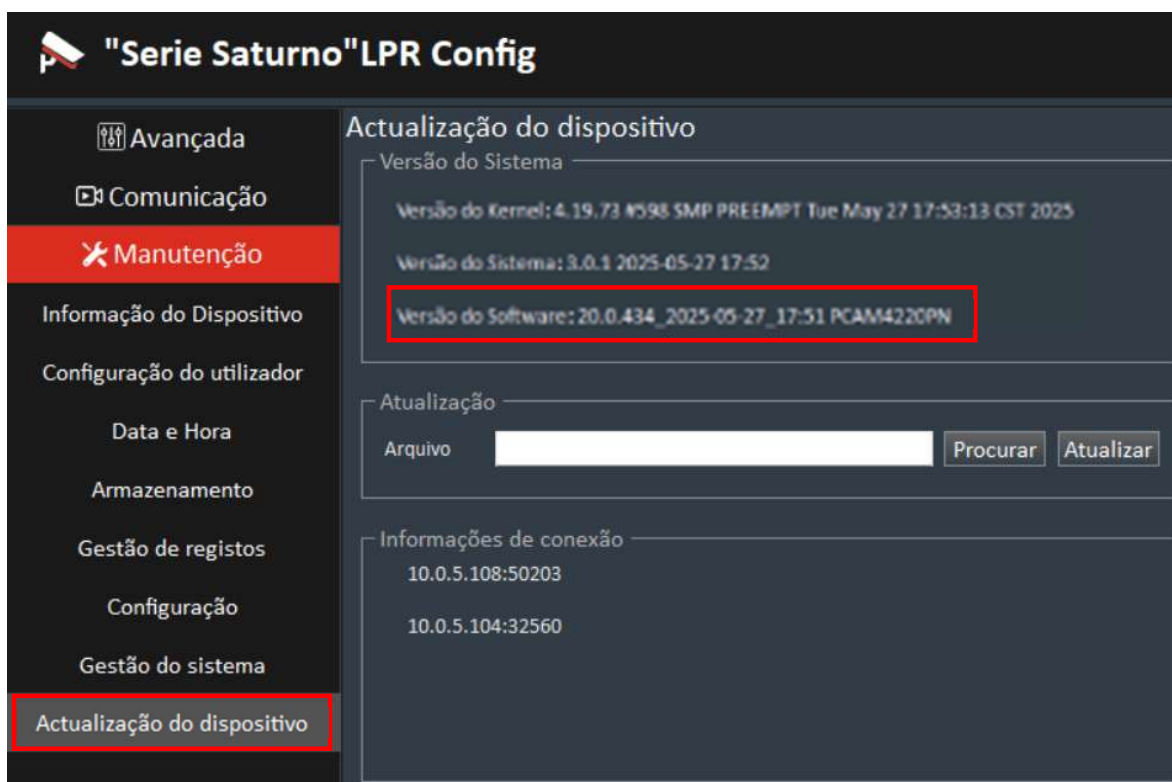 "Serie Saturno"LPR Config
Avançada
Comunicação
Manutenção
Informação do Dispositivo
Configuração do utilizador
Data e Hora
Armazenamento
Gestão de registos
Configuração
Gestão do sistema
Actualização do dispositivo
Actualização do dispositivo
Versão do Sistema
Versão do Kernel: 4.19.73 #598 SMP PREEMPT Tue May 27 17:53:13 CST 2025
Versão do Sistema: 3.0.1 2025-05-27 17:52
Versão do Software: 20.0.434_2025-05-27_17:51 PCAM4220PN
Atualização
Arquivo Procurar Atualizar
Informações de conexão
10.0.5.108:50203
10.0.5.104:32560